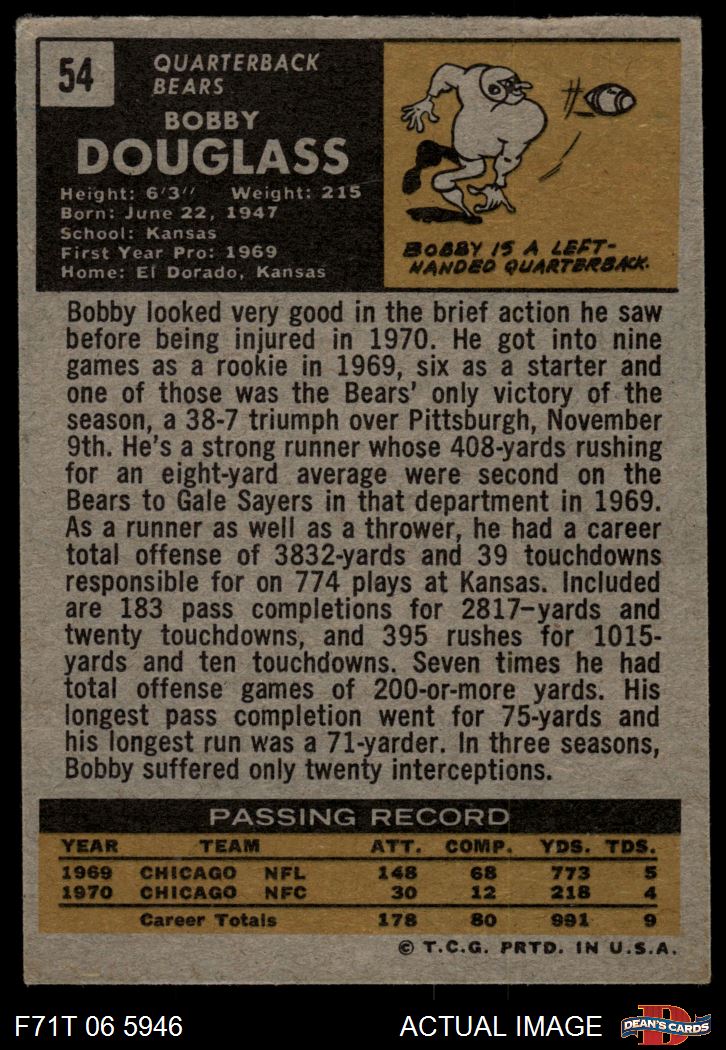 54
QUARTERBACK
BEARS
BOBBY
DOUGLASS
Height: 6'3" Weight: 215
Born: June 22, 1947
School: Kansas
First Year Pro: 1969
Home: El Dorado, Kansas
#
BOBBY IS A LEFT-
HANDED QUARTERBACK.
Bobby looked very good in the brief action he saw
before being injured in 1970. He got into nine
games as a rookie in 1969, six as a starter and
one of those was the Bears' only victory of the
season, a 38-7 triumph over Pittsburgh, November
9th. He's a strong runner whose 408-yards rushing
for an eight-yard average were second on the
Bears to Gale Sayers in that department in 1969.
As a runner as well as a thrower, he had a career
total offense of 3832-yards and 39 touchdowns
responsible for on 774 plays at Kansas. Included
are 183 pass completions for 2817-yards and
twenty touchdowns, and 395 rushes for 1015-
yards and ten touchdowns. Seven times he had
total offense games of 200-or-more yards. His
longest pass completion went for 75-yards and
his longest run was a 71-yarder. In three seasons,
Bobby suffered only twenty interceptions.
PASSING RECORD
YEAR TEAM ATT. COMP. YDS. TDS.
1969 CHICAGO NFL 148 68 773 5
1970 CHICAGO NFC 30 12 218 4
Career Totals 178 80 991 9
© T.C.G. PRTD. IN U.S.A.
F71T 06 5946 ACTUAL IMAGE D DEAN'S CARDS